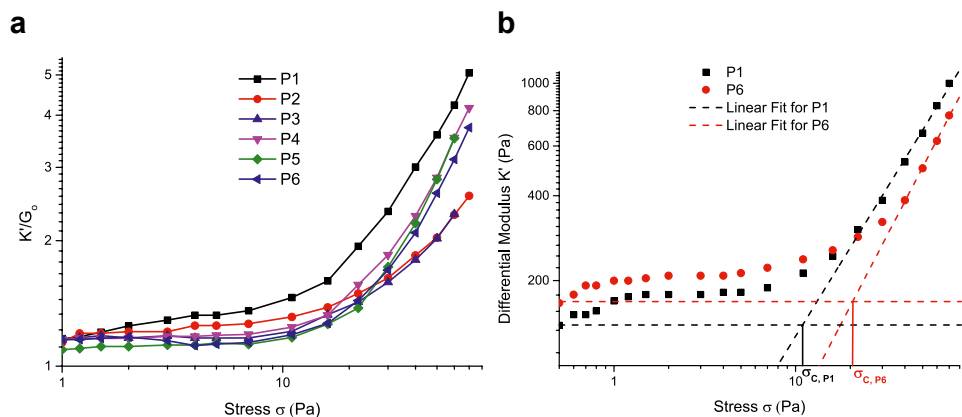 a
5
4
3
2
1
K'/Gₒ
P1
P2
P3
P4
P5
P6
1
10
Stress σ (Pa)
b
1000
800
600
400
200
Differential Modulus K' (Pa)
P1
P6
Linear Fit for P1
Linear Fit for P6
1
10
σC, P1
σC, P6
Stress σ (Pa)